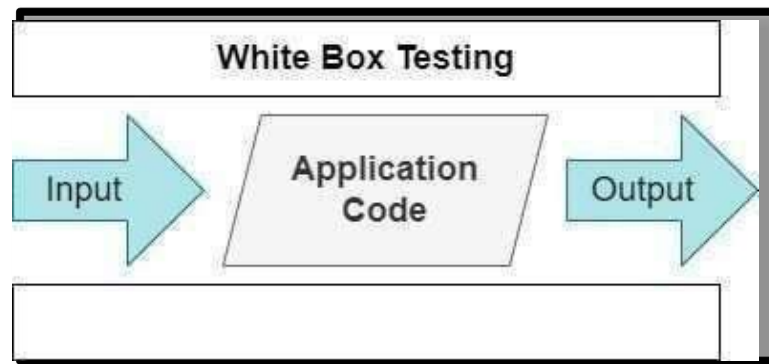 White Box Testing
Input
Application
Code
Output